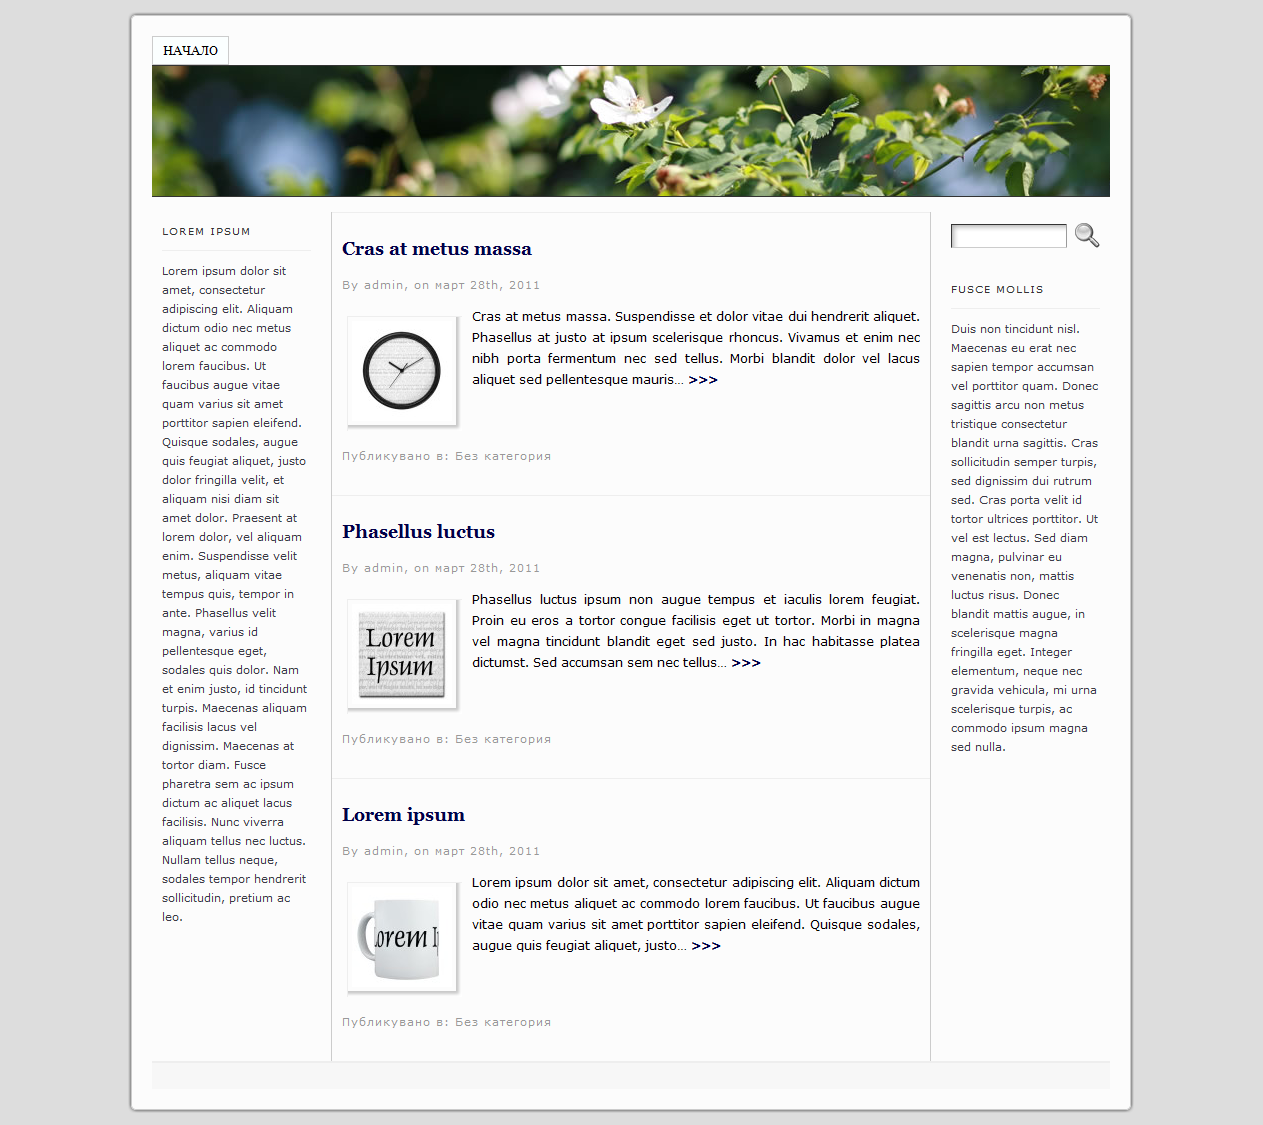 НАЧАЛО
LOREM IPSUM
Lorem ipsum dolor sit
amet, consectetur
adipiscing elit. Aliquam
dictum odio nec metus
aliquet ac commodo
lorem faucibus. Ut
faucibus augue vitae
quam varius sit amet
porttitor sapien eleifend.
Quisque sodales, augue
quis feugiat aliquet, justo
dolor fringilla velit, et
aliquam nisi diam sit
amet dolor. Praesent at
lorem dolor, vel aliquam
enim. Suspendisse velit
metus, aliquam vitae
tempus quis, tempor in
ante. Phasellus velit
magna, varius id
pellentesque eget,
sodales quis dolor. Nam
et enim justo, id tincidunt
turpis. Maecenas aliquam
facilisis lacus vel
dignissim. Maecenas at
tortor diam. Fusce
pharetra sem ac ipsum
dictum ac aliquet lacus
facilisis. Nunc viverra
aliquam tellus nec luctus.
Nullam tellus neque,
sodales tempor hendrerit
sollicitudin, pretium ac
leo.
Cras at metus massa
By admin, on март 28th, 2011
Cras at metus massa. Suspendisse et dolor vitae dui hendrerit aliquet.
Phasellus at justo at ipsum scelerisque rhoncus. Vivamus et enim nec
nibh porta fermentum nec sed tellus. Morbi blandit dolor vel lacus
aliquet sed pellentesque mauris… >>>
Публикувано в: Без категория
Phasellus luctus
By admin, on март 28th, 2011
Lorem
Ipsum
Phasellus luctus ipsum non augue tempus et iaculis lorem feugiat.
Proin eu eros a tortor congue facilisis eget ut tortor. Morbi in magna
vel magna tincidunt blandit eget sed justo. In hac habitasse platea
dictumst. Sed accumsan sem nec tellus… >>>
Публикувано в: Без категория
Lorem ipsum
By admin, on март 28th, 2011
orem I
Lorem ipsum dolor sit amet, consectetur adipiscing elit. Aliquam dictum
odio nec metus aliquet ac commodo lorem faucibus. Ut faucibus augue
vitae quam varius sit amet porttitor sapien eleifend. Quisque sodales,
augue quis feugiat aliquet, justo… >>>
Публикувано в: Без категория
FUSCE MOLLIS
Duis non tincidunt nisl.
Maecenas eu erat nec
sapien tempor accumsan
vel porttitor quam. Donec
sagittis arcu non metus
tristique consectetur
blandit urna sagittis. Cras
sollicitudin semper turpis,
sed dignissim dui rutrum
sed. Cras porta velit id
tortor ultrices porttitor. Ut
vel est lectus. Sed diam
magna, pulvinar eu
venenatis non, mattis
luctus risus. Donec
blandit mattis augue, in
scelerisque magna
fringilla eget. Integer
elementum, neque nec
gravida vehicula, mi urna
scelerisque turpis, ac
commodo ipsum magna
sed nulla.